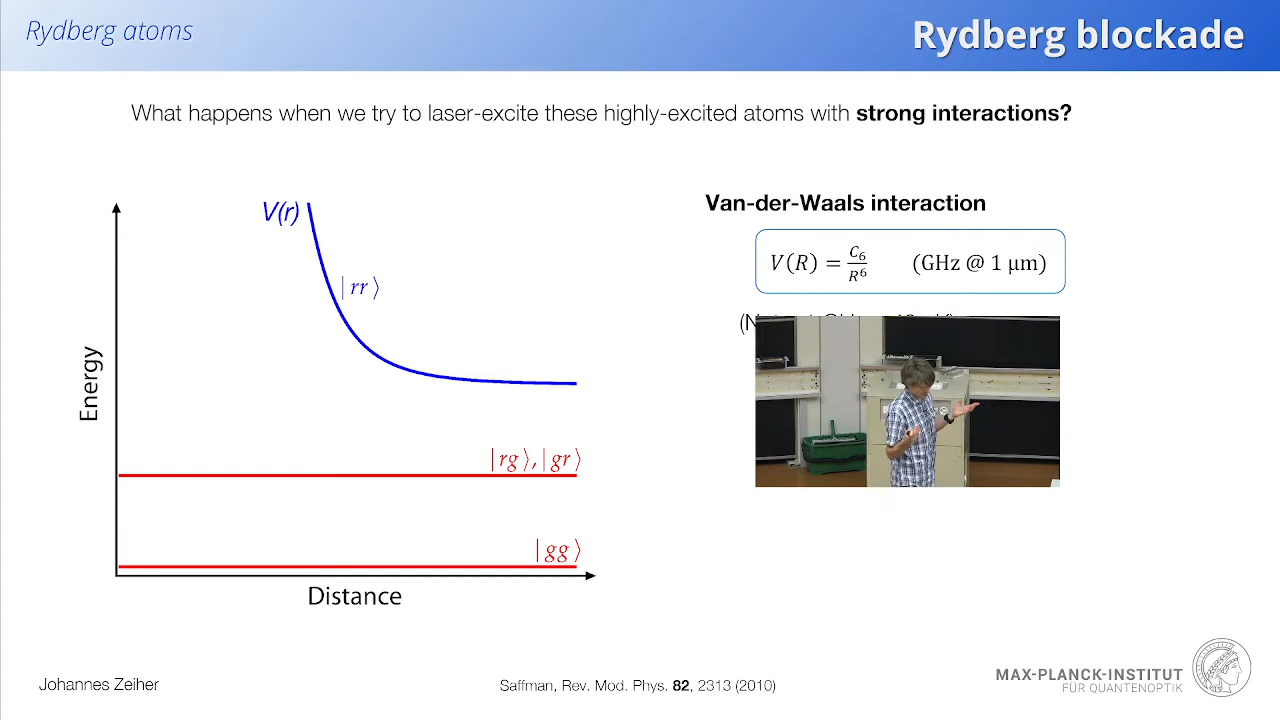 Rydberg atoms
Rydberg blockade
What happens when we try to laser-excite these highly-excited atoms with strong interactions?
Van-der-Waals interaction
V(R) = C₆/R⁶ (GHz @ 1 μm)
V(r)
|rr⟩
|rg⟩, |gr⟩
|gg⟩
Energy
Distance
Johannes Zeiher
Saffman, Rev. Mod. Phys. 82, 2313 (2010)
MAX-PLANCK-INSTITUT
FÜR QUANTENOPTIK